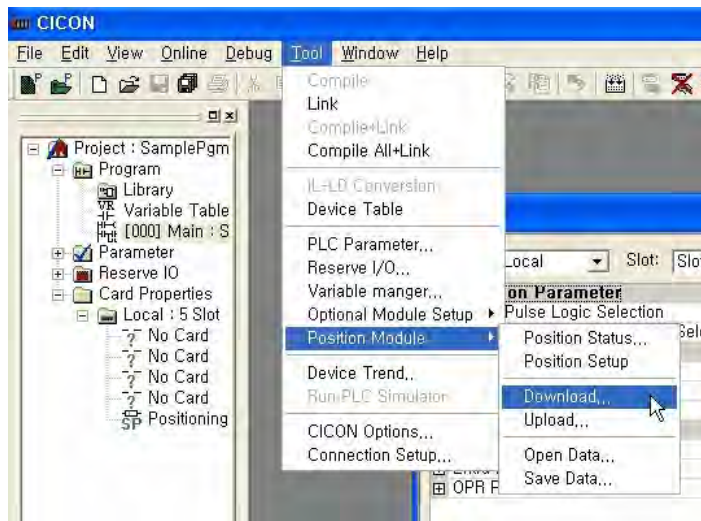 CICON
File Edit View Online Debug Tool Window Help
Project : SamplePgm
Program
Library
Variable Table
[000] Main : S
Parameter
Reserve IO
Card Properties
Local : 5 Slot
No Card
No Card
No Card
No Card
Positioning
Compile
Link
Complie+Link
Compile All+Link
IL-LD Conversion
Device Table
PLC Parameter...
Reserve I/O...
Variable manger...
Optional Module Setup
Position Module
Device Trend..
Run PLC Simulator
CICON Options...
Connection Setup...
Local Slot: Slo
on Parameter
Pulse Logic Selection
Position Status...
Position Setup
Download...
Upload...
Open Data...
Save Data...
OPR P